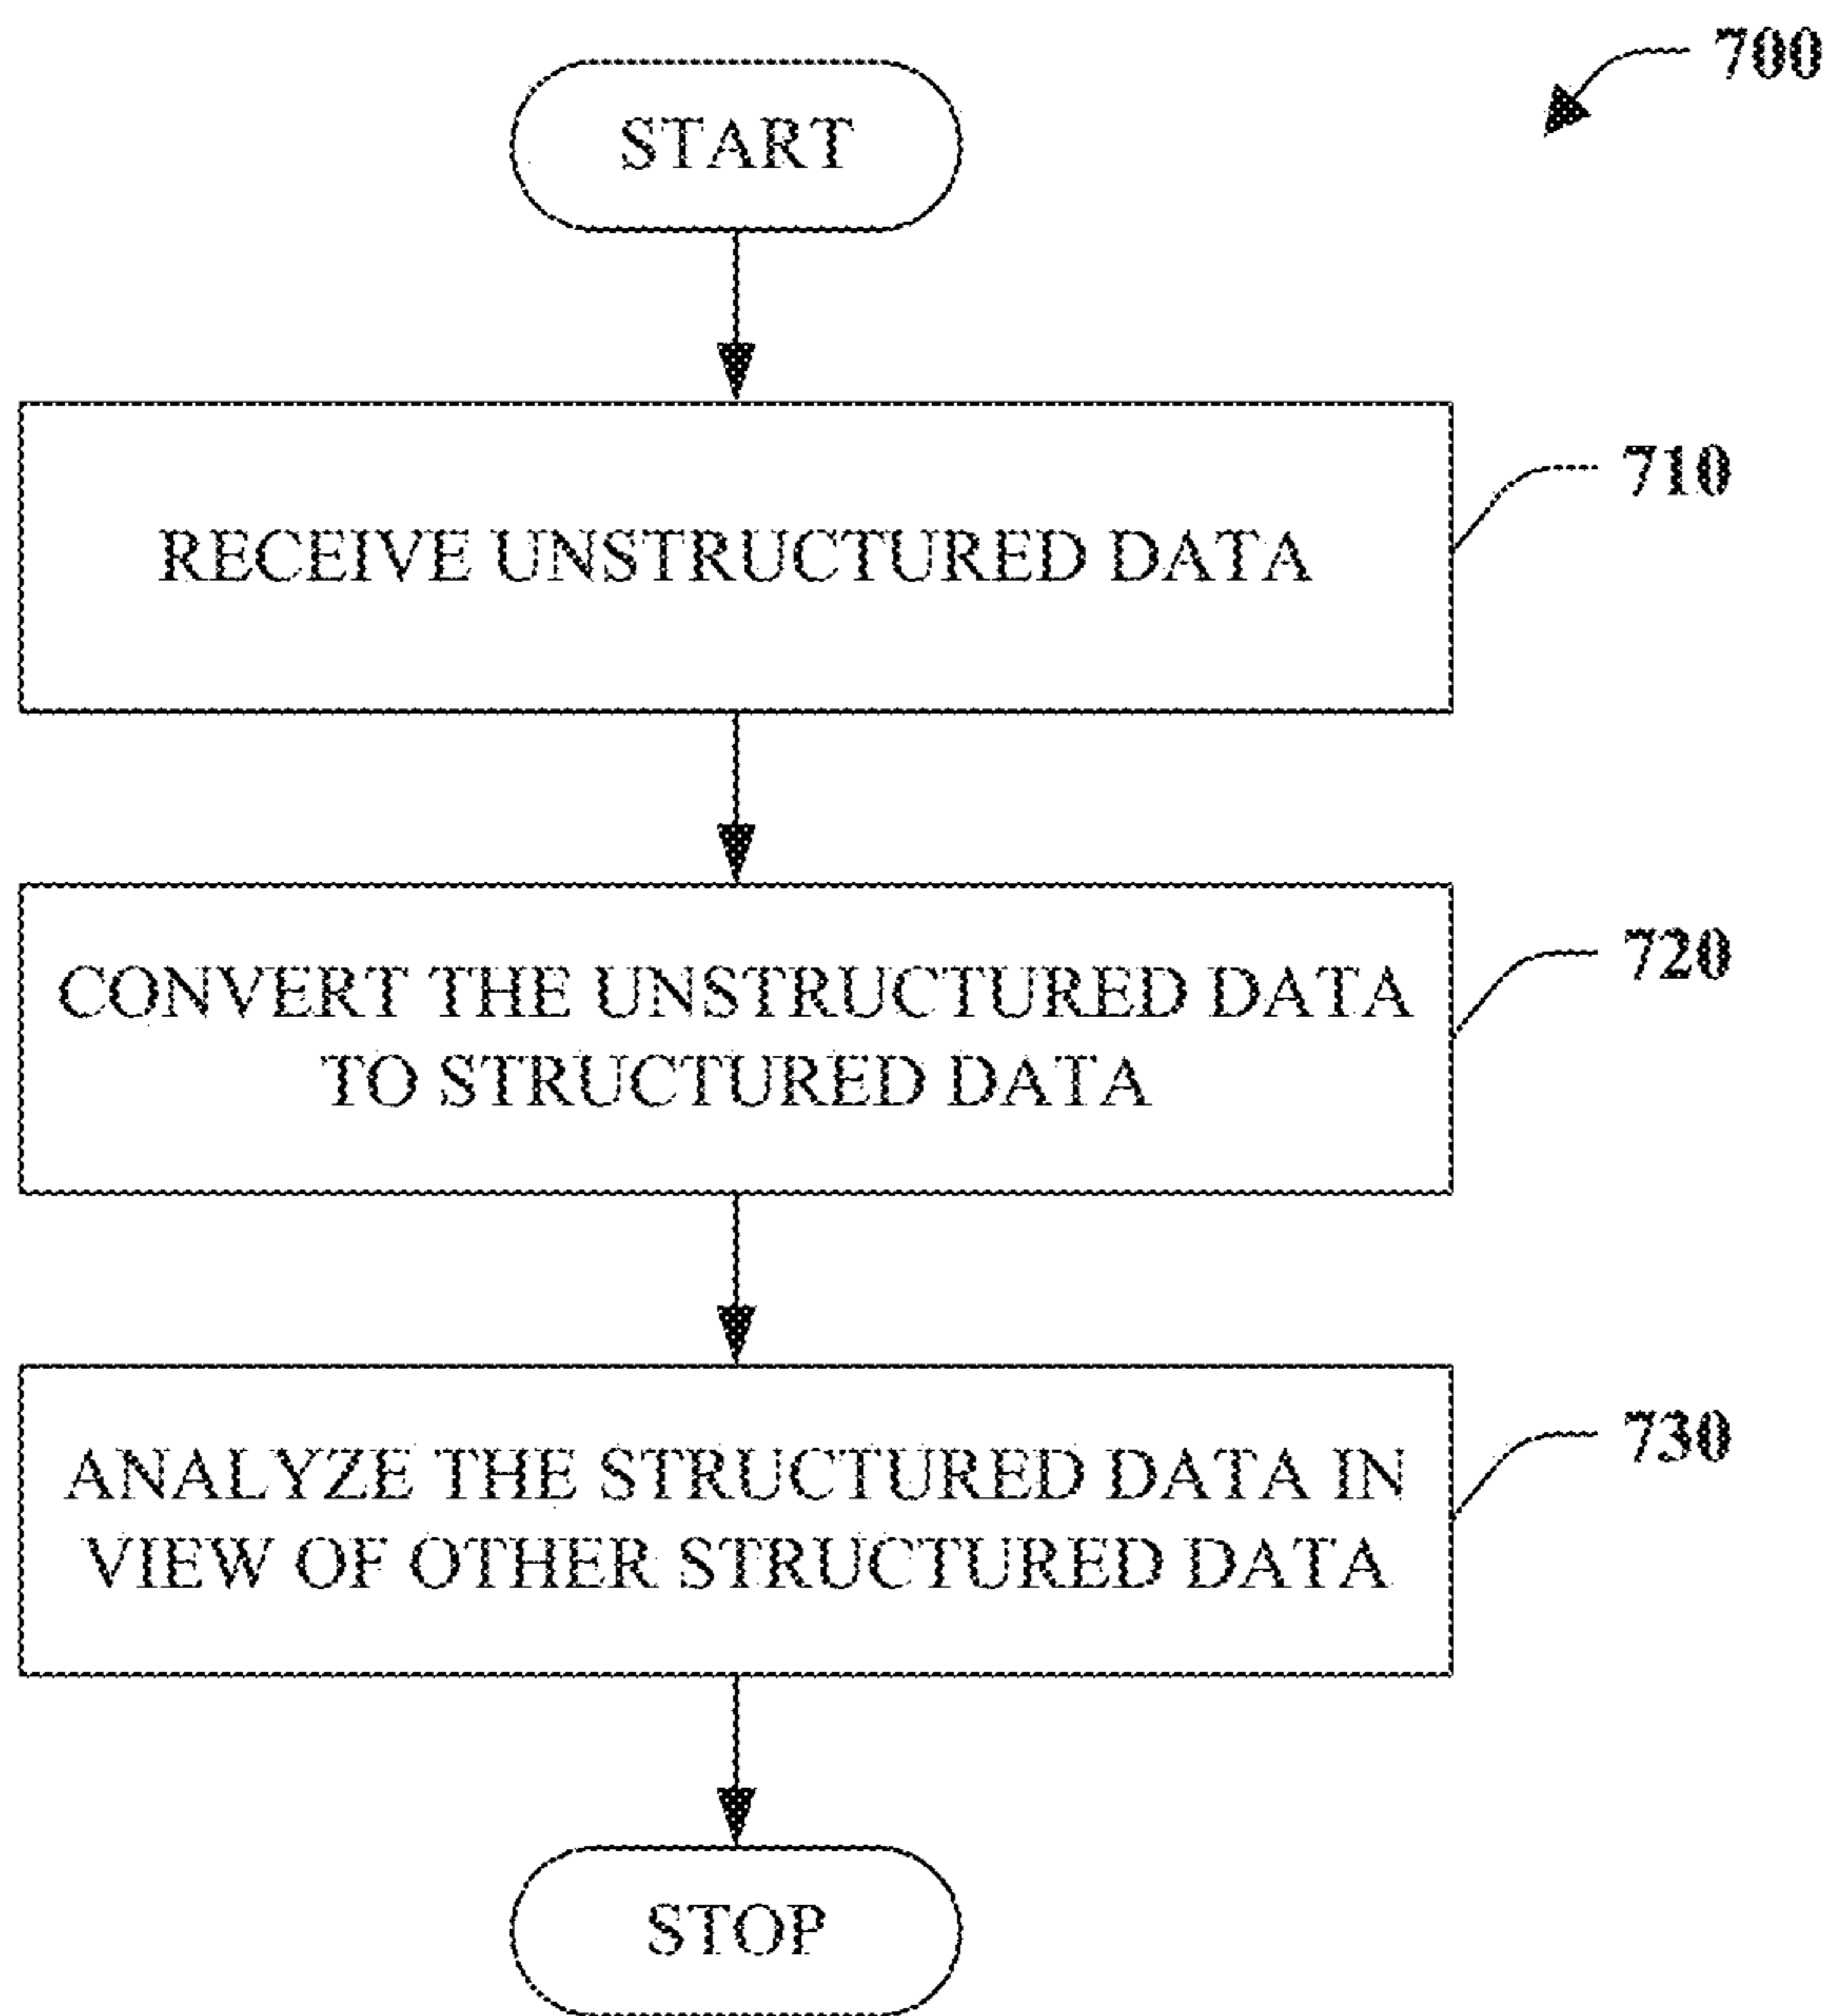 700
START
710
RECEIVE UNSTRUCTURED DATA
720
CONVERT THE UNSTRUCTURED DATA
TO STRUCTURED DATA
730
ANALYZE THE STRUCTURED DATA IN
VIEW OF OTHER STRUCTURED DATA
STOP